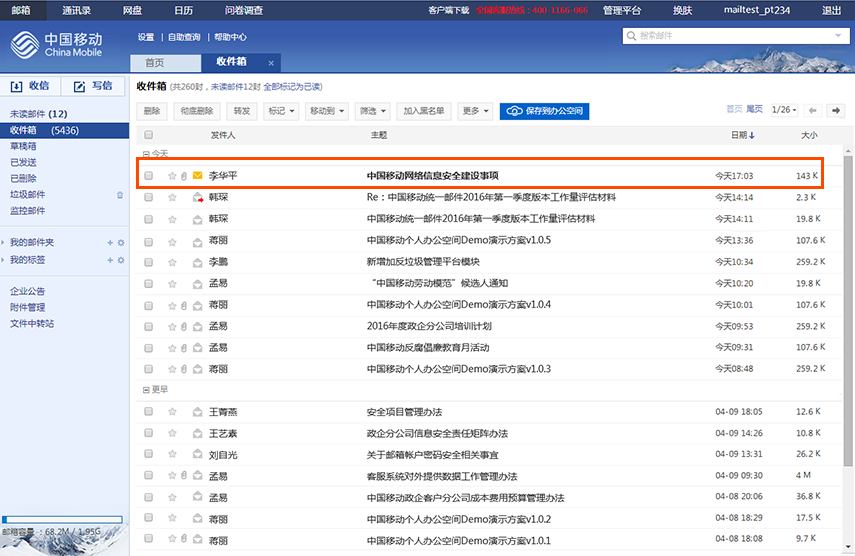 邮箱 通讯录 网盘 日历 问卷调查 客户端下载 全国客服热线：400-1166-066 管理平台 换肤 mailtest_pt234 退出
中国移动 China Mobile 设置 | 自助查询 | 帮助中心 搜索邮件
首页 收件箱 ×
收信 写信 收件箱 (共260封，未读邮件12封 全部标记为已读)
删除 彻底删除 转发 标记 移动到 筛选 加入黑名单 更多 保存到办公空间 首页 尾页 1/26
未读邮件 (12)
收件箱 (5436)
草稿箱
已发送
已删除
垃圾邮件
监控邮件
我的邮件夹
我的标签
企业公告
附件管理
文件中转站
邮箱容量：68.2M / 1.95G
发件人 主题 日期 大小
今天
李华平 中国移动网络信息安全建设事项 今天17:03 143 K
韩琛 Re：中国移动统一邮件2016年第一季度版本工作量评估材料 今天14:14 2.3 K
韩琛 中国移动统一邮件2016年第一季度版本工作量评估材料 今天14:11 19.8 K
蒋丽 中国移动个人办公空间Demo演示方案v1.0.5 今天13:36 107.6 K
李鹏 新增加反垃圾管理平台模块 今天10:34 259.2 K
孟易 “中国移动劳动模范”候选人通知 今天10:20 19.8 K
蒋丽 中国移动个人办公空间Demo演示方案v1.0.4 今天10:01 107.6 K
孟易 2016年度政企分公司培训计划 今天09:53 259.2 K
孟易 中国移动反腐倡廉教育月活动 今天09:31 107.6 K
蒋丽 中国移动个人办公空间Demo演示方案v1.0.3 今天08:48 259.2 K
更早
王菁燕 安全项目管理办法 04-09 18:05 12.6 K
王艺素 政企分公司信息安全责任矩阵办法 04-09 14:26 10.8 K
刘自光 关于邮箱帐户密码安全相关事宜 04-09 13:31 26.2 K
孟易 客服系统对外提供数据工作管理办法 04-09 09:30 4 M
孟易 中国移动政企客户分公司成本费用预算管理办法 04-08 20:06 36.8 K
蒋丽 中国移动个人办公空间Demo演示方案v1.0.2 04-08 18:29 17.5 K
蒋丽 中国移动个人办公空间Demo演示方案v1.0.1 04-08 18:18 9.7 K